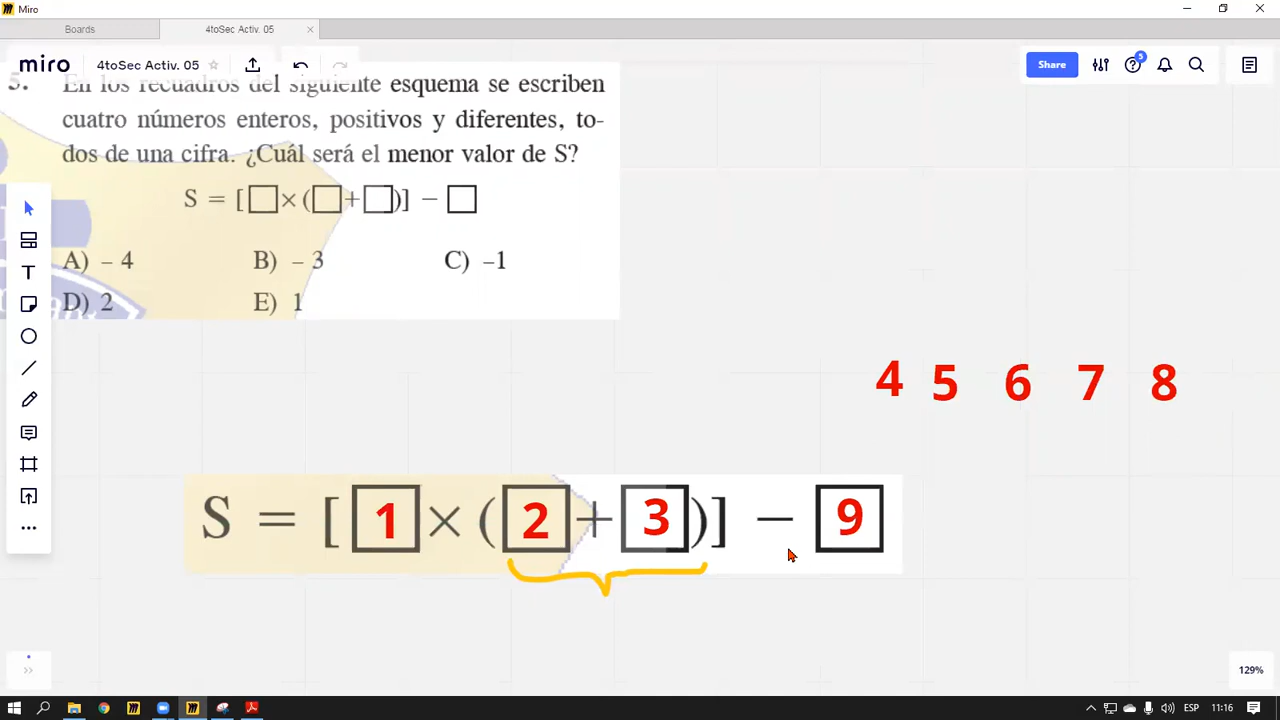 Miro
Boards
4toSec Activ. 05
miro
4toSec Activ. 05
Share
5
5. En los recuadros del siguiente esquema se escriben
cuatro números enteros, positivos y diferentes, to-
dos de una cifra. ¿Cuál será el menor valor de S?
S = [□×(□+□)] − □
A) – 4 B) – 3 C) –1
D) 2 E) 1
4 5 6 7 8
S = [1×(2+3)] − 9
129%
ESP 11:16